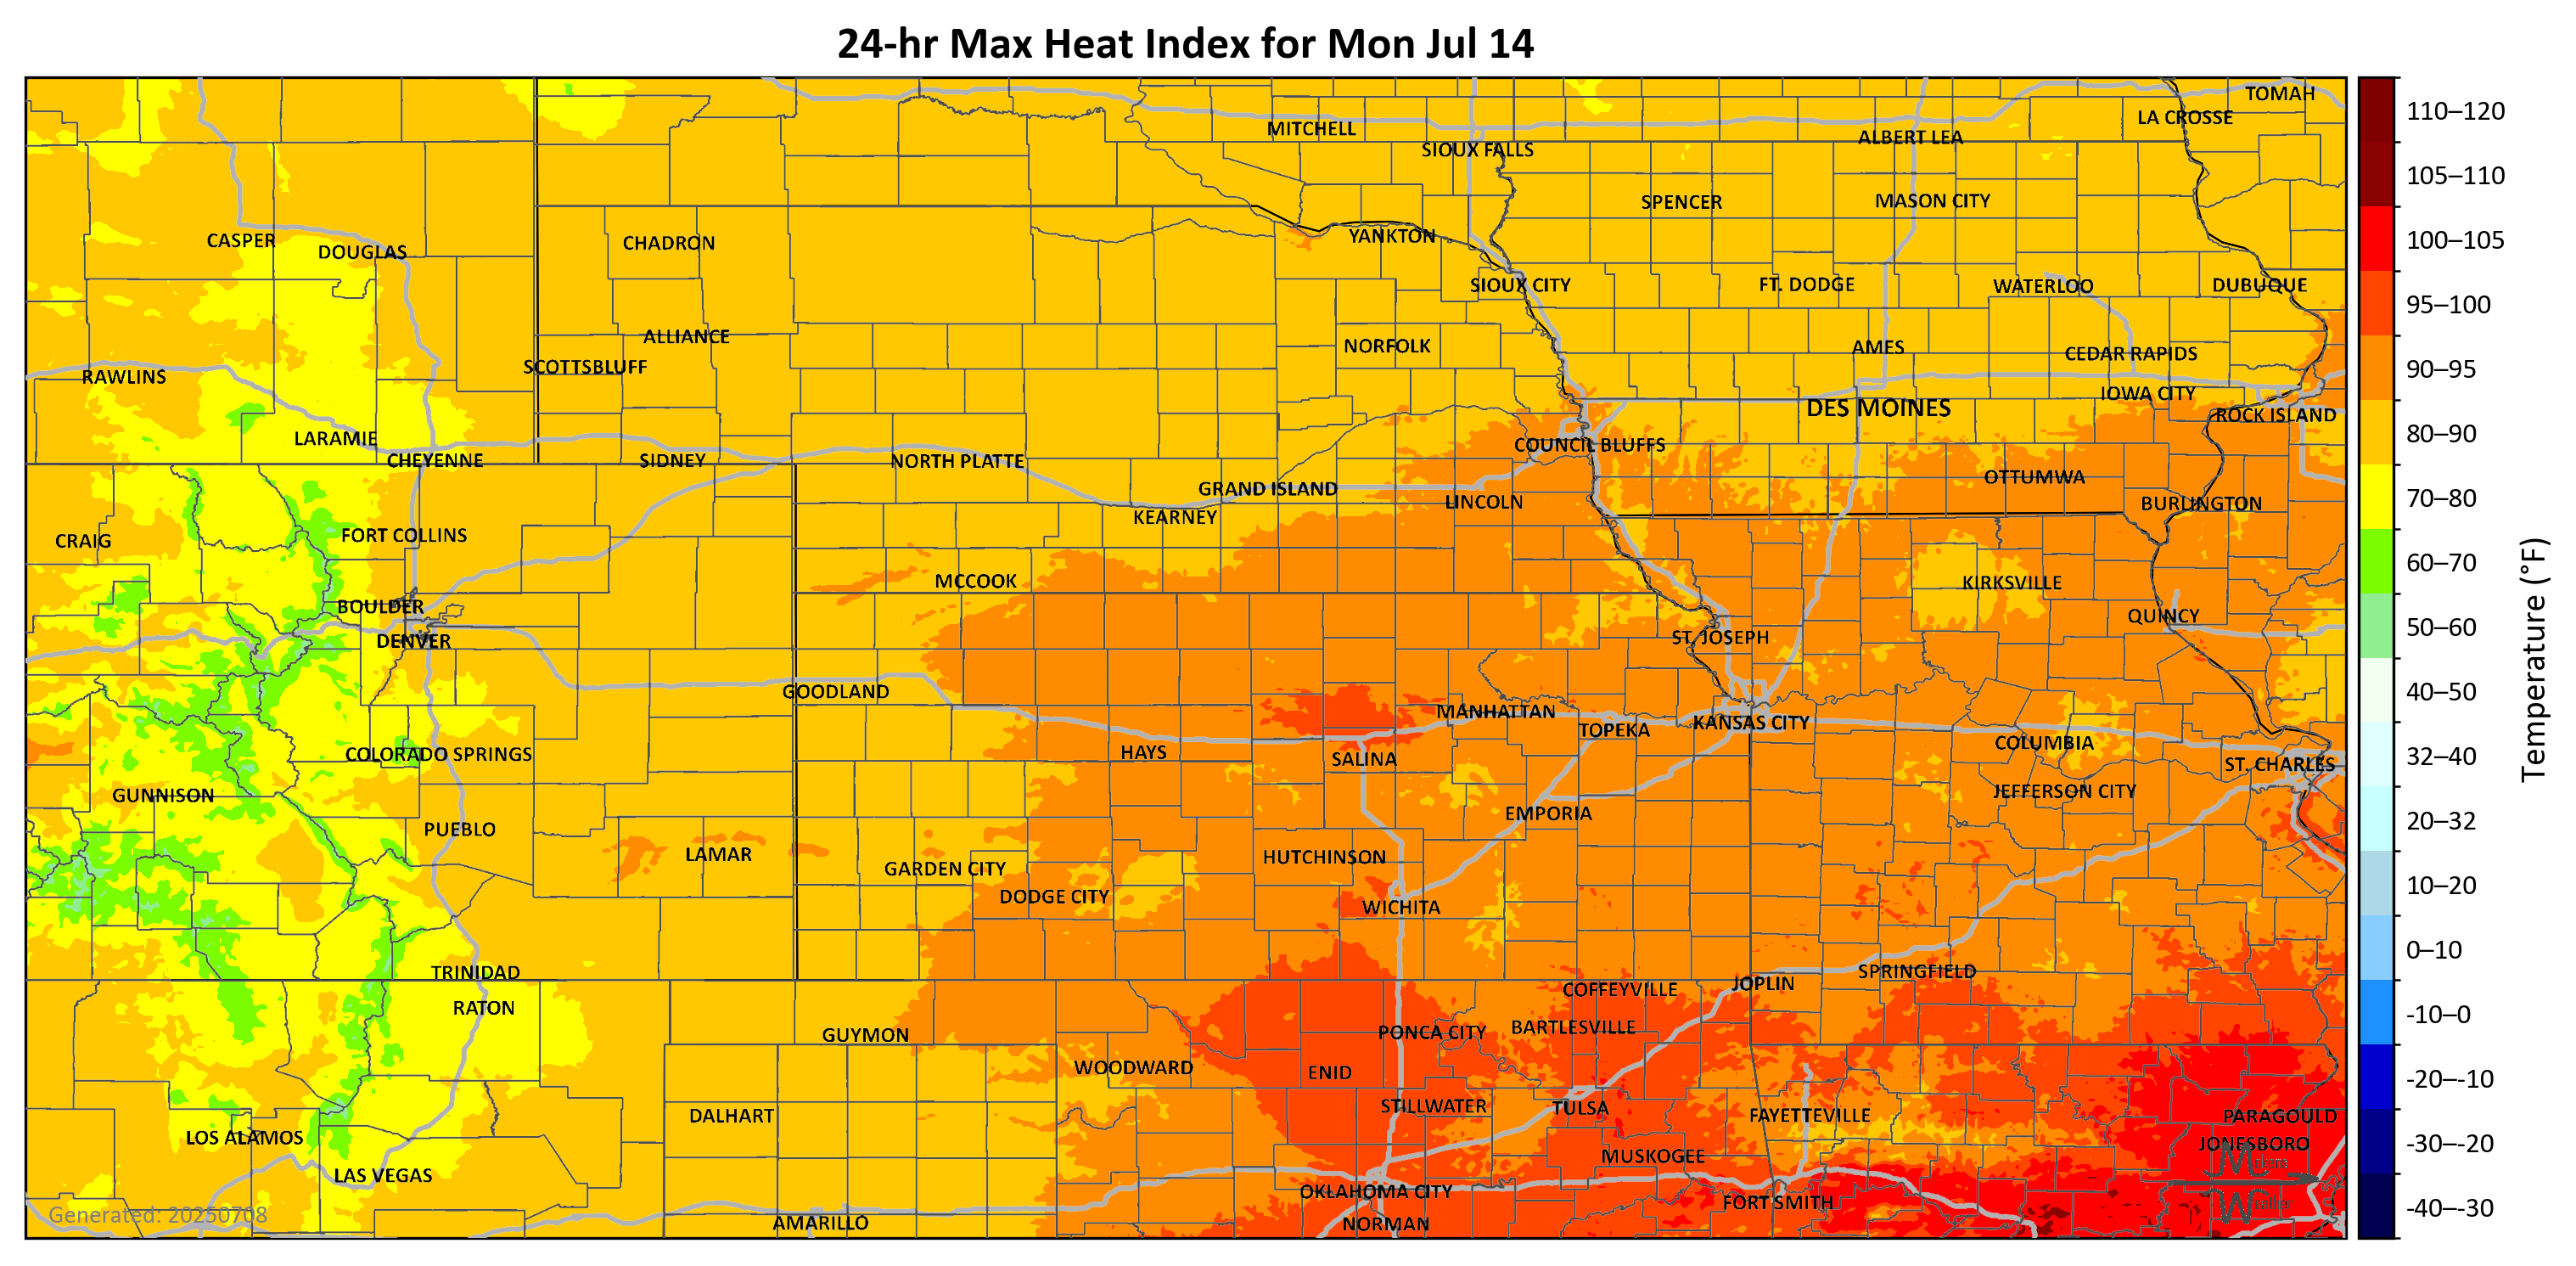 24-hr Max Heat Index for Mon Jul 14
TOMAH
LA CROSSE
MITCHELL
ALBERT LEA
SIOUX FALLS
SPENCER
MASON CITY
YANKTON
CASPER
CHADRON
DOUGLAS
SIOUX CITY
FT. DODGE
WATERLOO
DUBUQUE
ALLIANCE
NORFOLK
AMES
CEDAR RAPIDS
SCOTTSBLUFF
RAWLINS
IOWA CITY
DES MOINES
ROCK ISLAND
LARAMIE
COUNCIL BLUFFS
CHEYENNE
SIDNEY
NORTH PLATTE
OTTUMWA
GRAND ISLAND
LINCOLN
BURLINGTON
KEARNEY
FORT COLLINS
CRAIG
MCCOOK
KIRKSVILLE
BOULDER
QUINCY
DENVER
ST. JOSEPH
GOODLAND
MANHATTAN
KANSAS CITY
TOPEKA
COLUMBIA
HAYS
COLORADO SPRINGS
SALINA
ST. CHARLES
GUNNISON
JEFFERSON CITY
EMPORIA
PUEBLO
LAMAR
HUTCHINSON
GARDEN CITY
DODGE CITY
WICHITA
TRINIDAD
SPRINGFIELD
JOPLIN
COFFEYVILLE
RATON
BARTLESVILLE
GUYMON
PONCA CITY
WOODWARD
ENID
STILLWATER
TULSA
DALHART
FAYETTEVILLE
PARAGOULD
LOS ALAMOS
JONESBORO
MUSKOGEE
LAS VEGAS
OKLAHOMA CITY
FORT SMITH
Generated: 20250708
AMARILLO
NORMAN
110–120
105–110
100–105
95–100
90–95
80–90
70–80
60–70
50–60
40–50
32–40
20–32
10–20
0–10
-10–0
-20–-10
-30–-20
-40–-30
Temperature (°F)